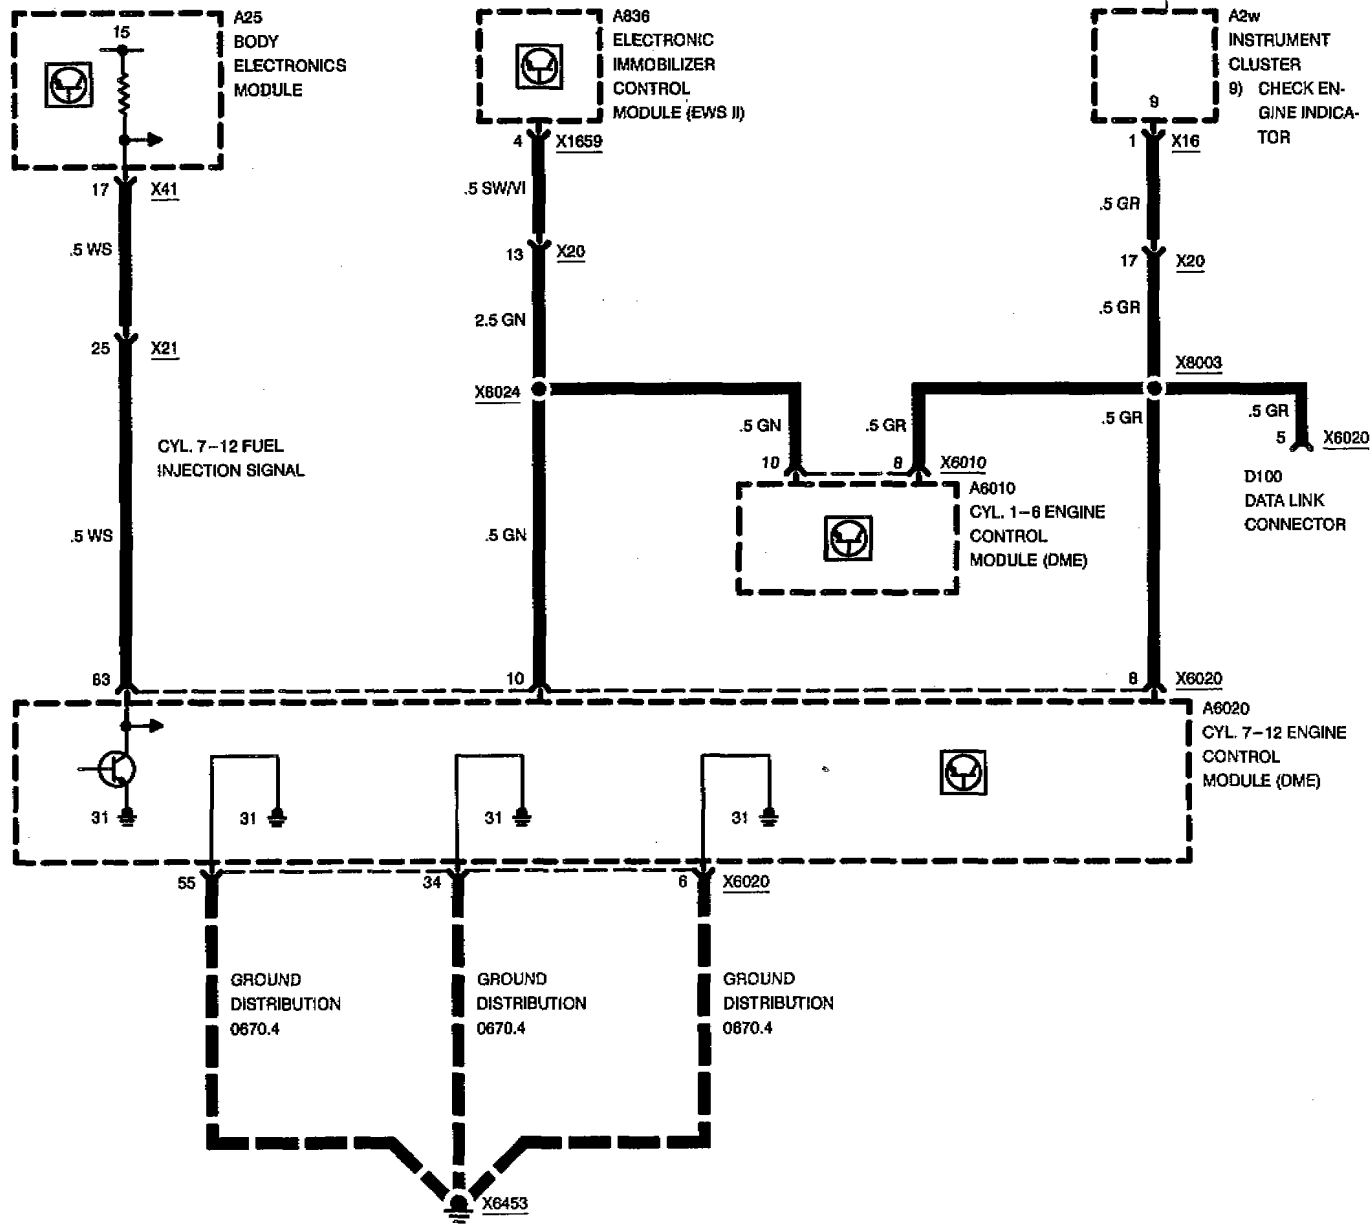 A25
BODY
ELECTRONICS
MODULE
15
17 X41
.5 WS
25 X21
CYL. 7–12 FUEL
INJECTION SIGNAL
.5 WS
63
A836
ELECTRONIC
IMMOBILIZER
CONTROL
MODULE (EWS II)
4 X1659
.5 SW/VI
13 X20
2.5 GN
X6024
.5 GN
10
.5 GN
10
.5 GR
8 X6010
A6010
CYL. 1–6 ENGINE
CONTROL
MODULE (DME)
A2w
INSTRUMENT
CLUSTER
9) CHECK EN-
GINE INDICA-
TOR
9
1 X16
.5 GR
17 X20
.5 GR
X8003
.5 GR
.5 GR
5 X6020
D100
DATA LINK
CONNECTOR
8 X6020
A6020
CYL. 7–12 ENGINE
CONTROL
MODULE (DME)
31
31
31
31
55
34
6 X6020
GROUND
DISTRIBUTION
0670.4
GROUND
DISTRIBUTION
0670.4
GROUND
DISTRIBUTION
0670.4
X6453